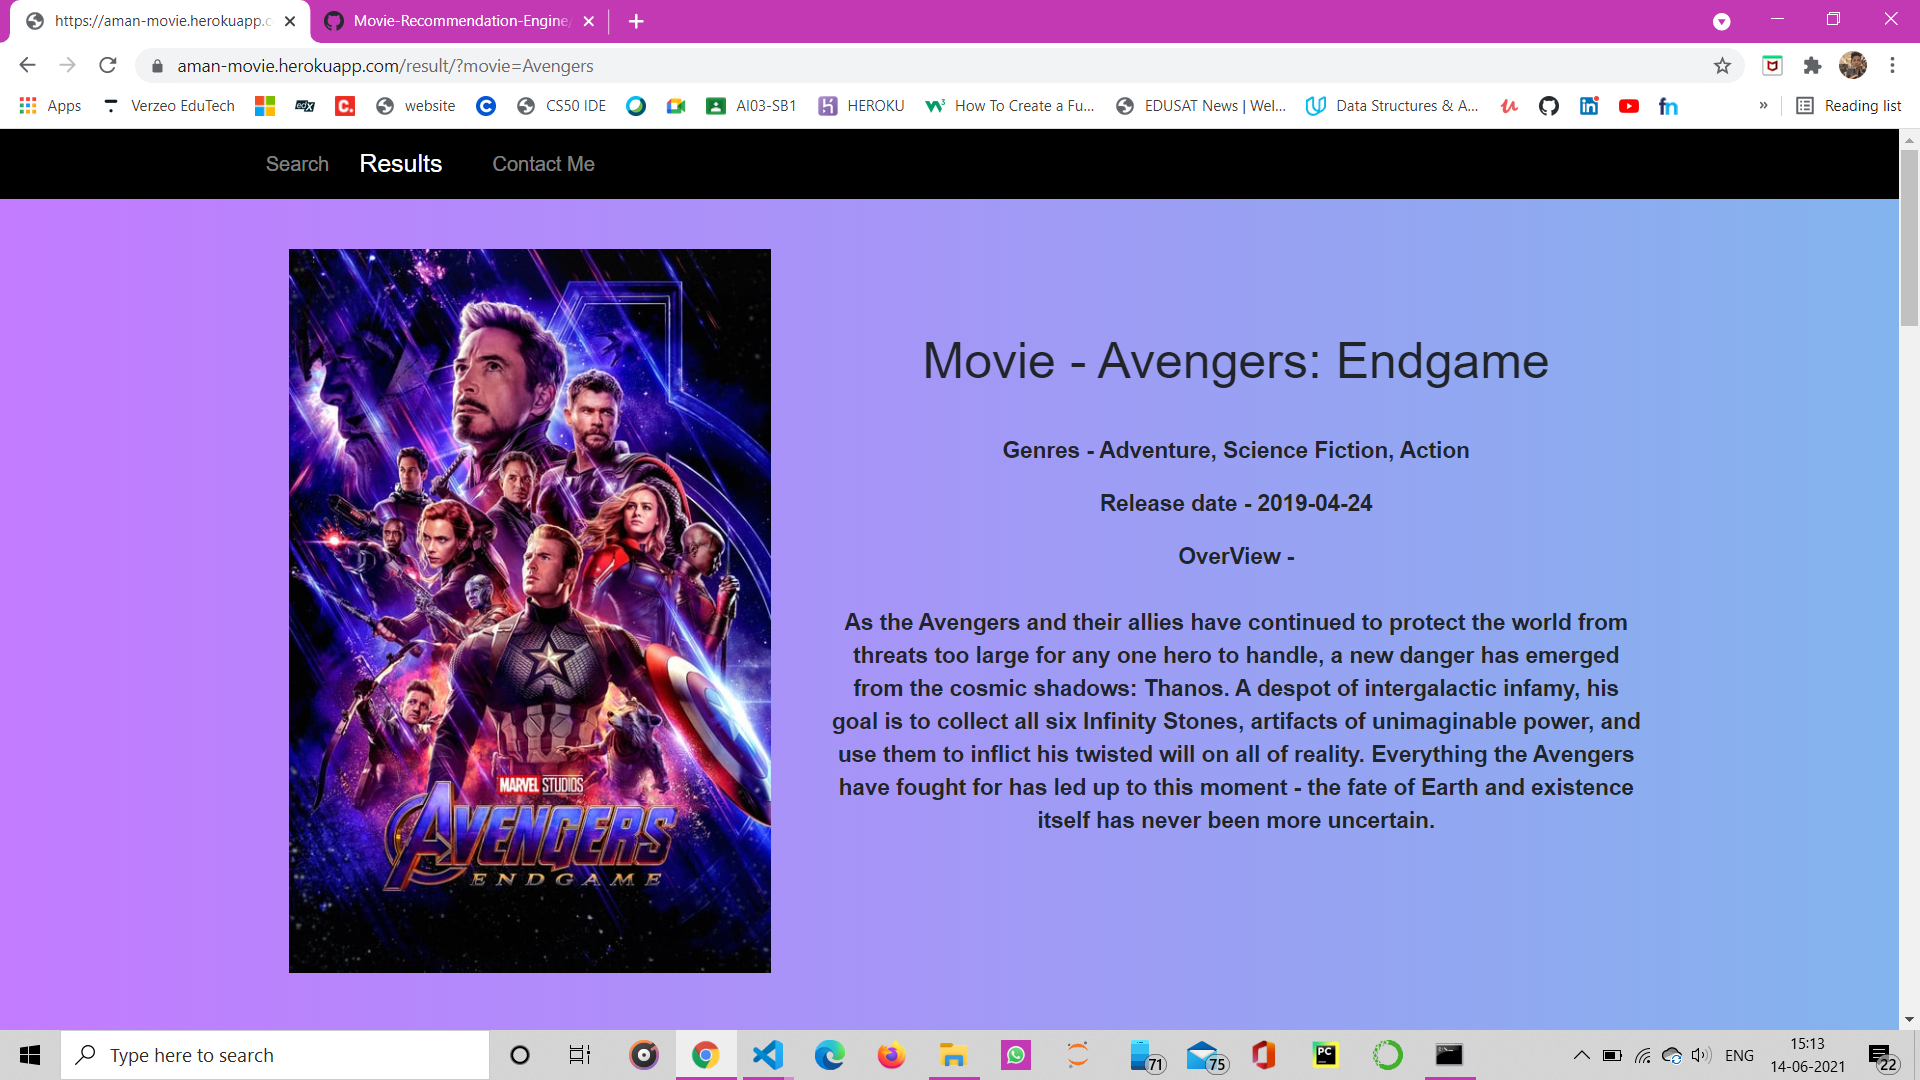 https://aman-movie.herokuapp.c
Movie-Recommendation-Engine/
aman-movie.herokuapp.com/result/?movie=Avengers
Apps
Verzeo EduTech
edX
C.
website
C
CS50 IDE
AI03-SB1
HEROKU
How To Create a Fu...
EDUSAT News | Wel...
Data Structures & A...
in
fn
»
Reading list
Search
Results
Contact Me
Movie - Avengers: Endgame
Genres - Adventure, Science Fiction, Action
Release date - 2019-04-24
OverView -
As the Avengers and their allies have continued to protect the world from
threats too large for any one hero to handle, a new danger has emerged
from the cosmic shadows: Thanos. A despot of intergalactic infamy, his
goal is to collect all six Infinity Stones, artifacts of unimaginable power, and
use them to inflict his twisted will on all of reality. Everything the Avengers
have fought for has led up to this moment - the fate of Earth and existence
itself has never been more uncertain.
MARVEL STUDIOS
AVENGERS
ENDGAME
Type here to search
71
75
PC
ENG
15:13
14-06-2021
22